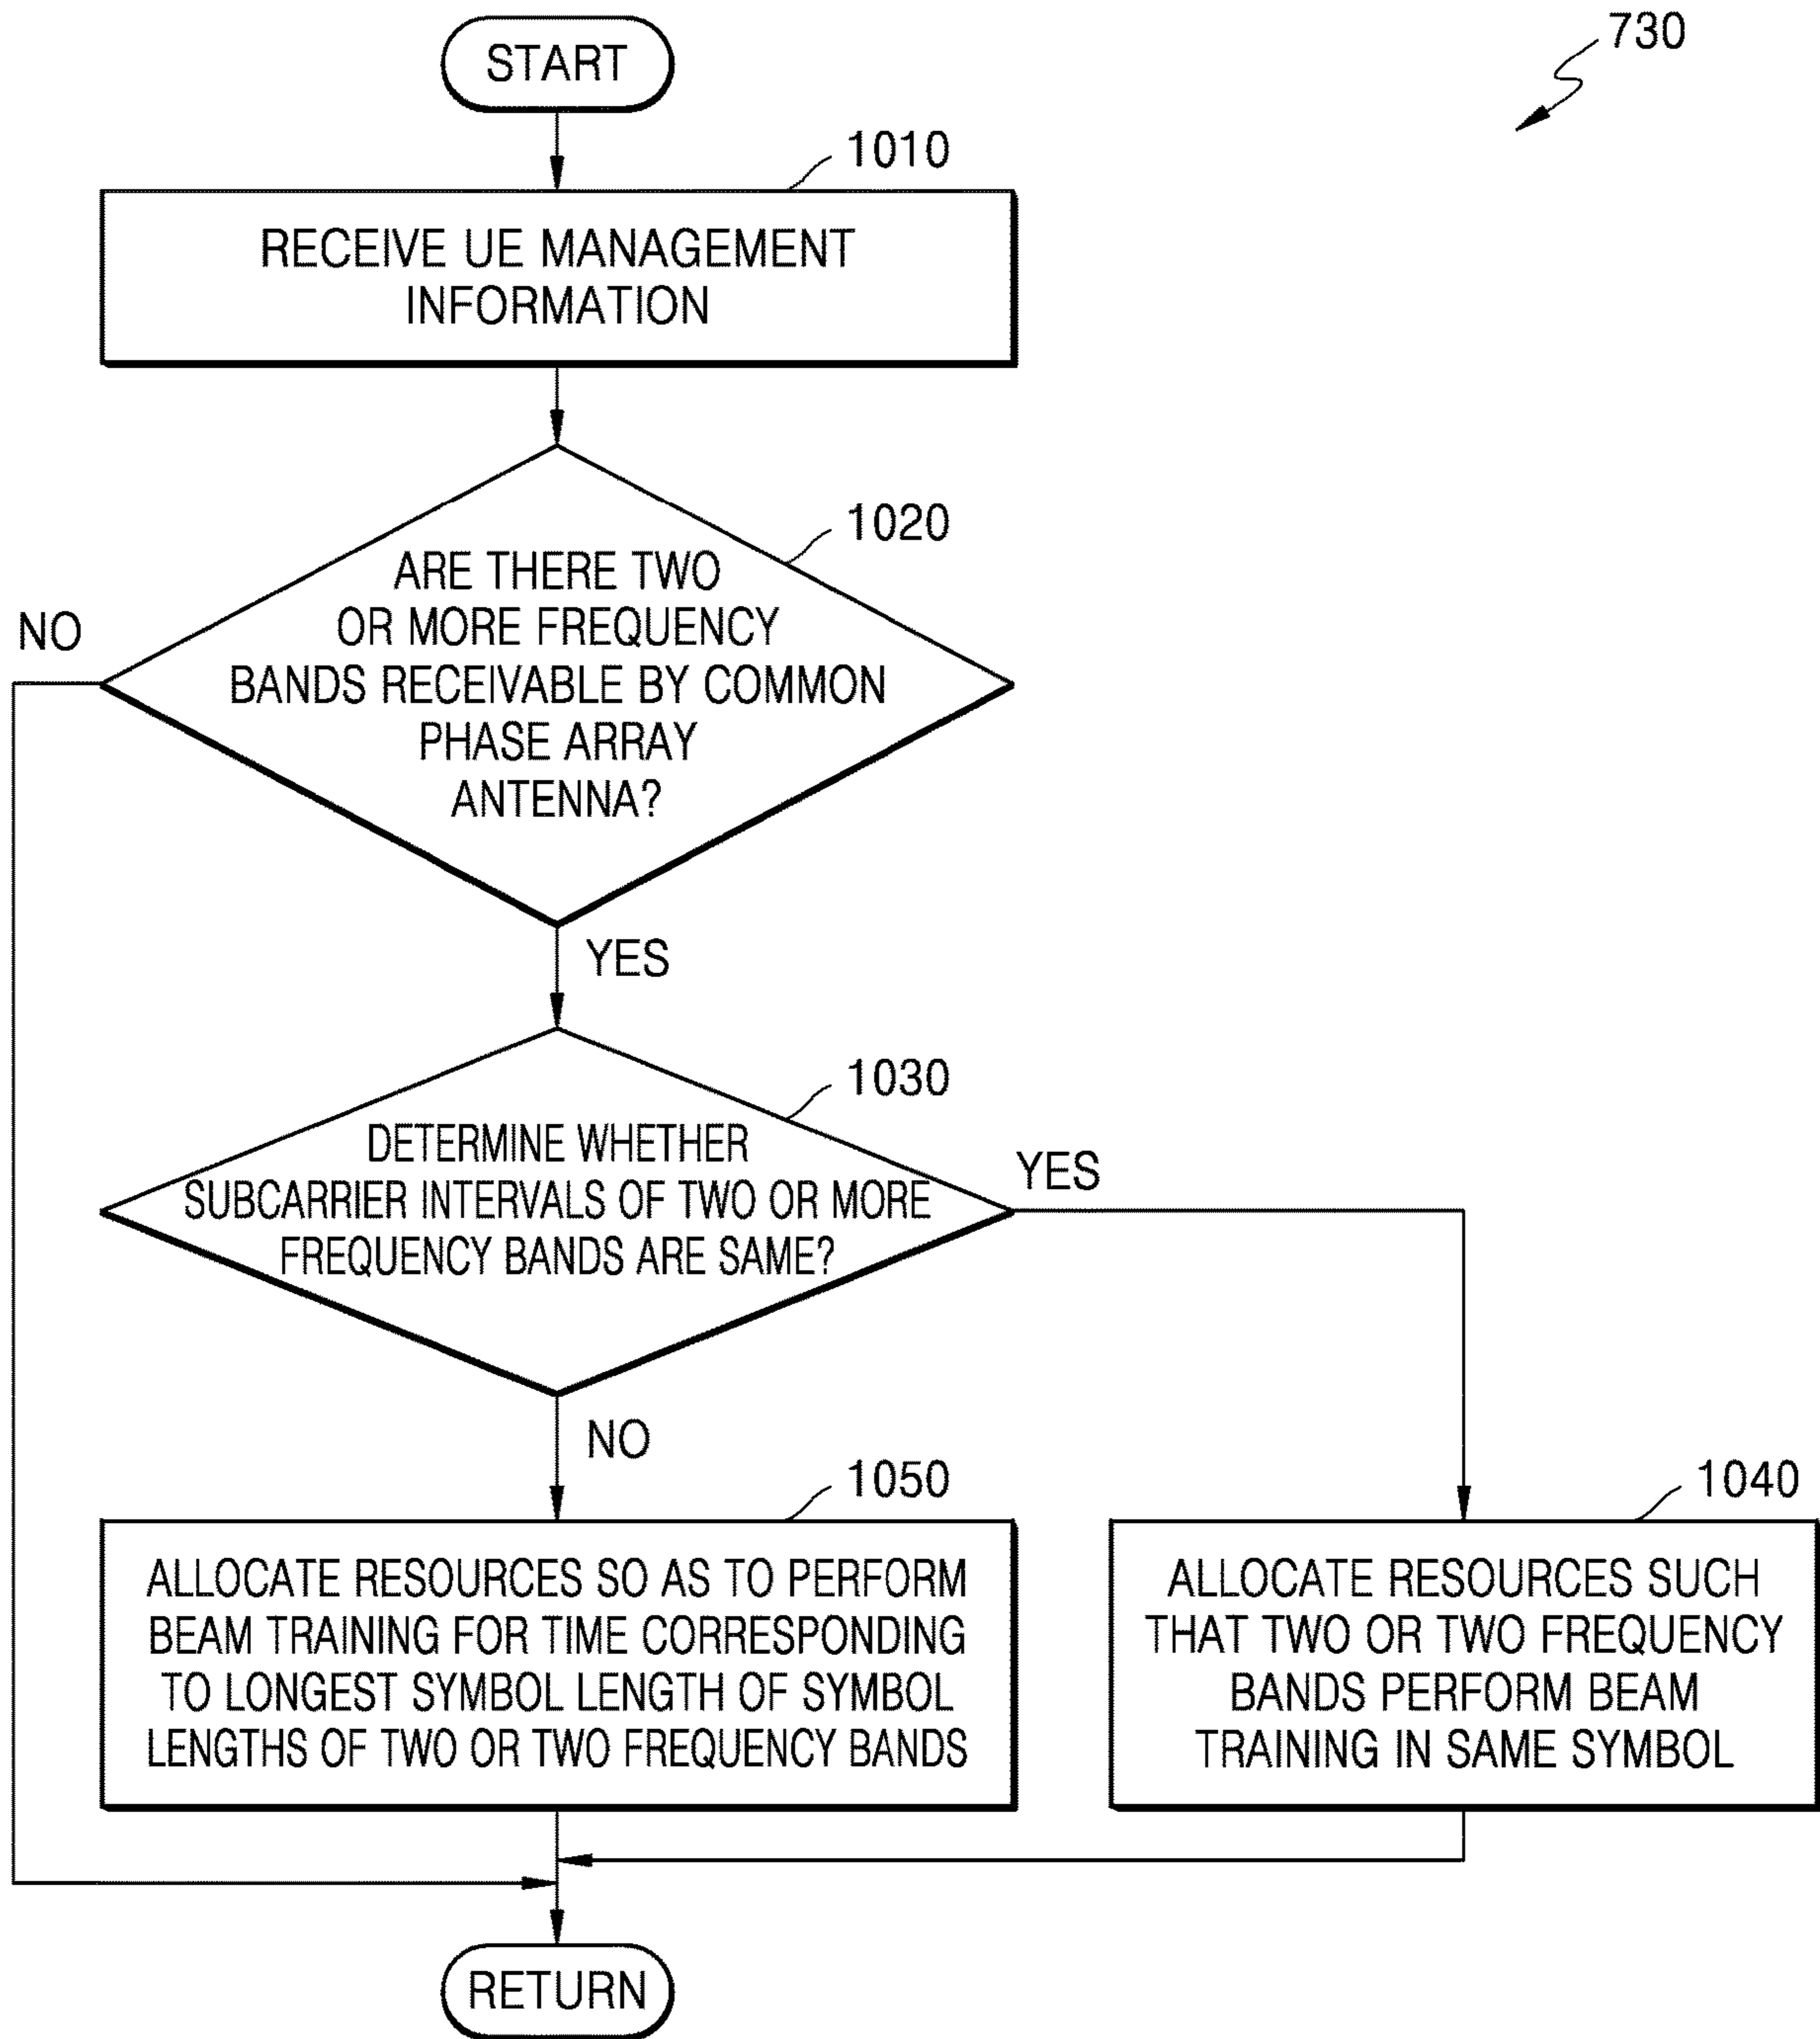 START
730
1010
RECEIVE UE MANAGEMENT
INFORMATION
1020
ARE THERE TWO
OR MORE FREQUENCY
BANDS RECEIVABLE BY COMMON
PHASE ARRAY
ANTENNA?
NO
YES
1030
DETERMINE WHETHER
SUBCARRIER INTERVALS OF TWO OR MORE
FREQUENCY BANDS ARE SAME?
YES
NO
1050
ALLOCATE RESOURCES SO AS TO PERFORM
BEAM TRAINING FOR TIME CORRESPONDING
TO LONGEST SYMBOL LENGTH OF SYMBOL
LENGTHS OF TWO OR TWO FREQUENCY BANDS
1040
ALLOCATE RESOURCES SUCH
THAT TWO OR TWO FREQUENCY
BANDS PERFORM BEAM
TRAINING IN SAME SYMBOL
RETURN